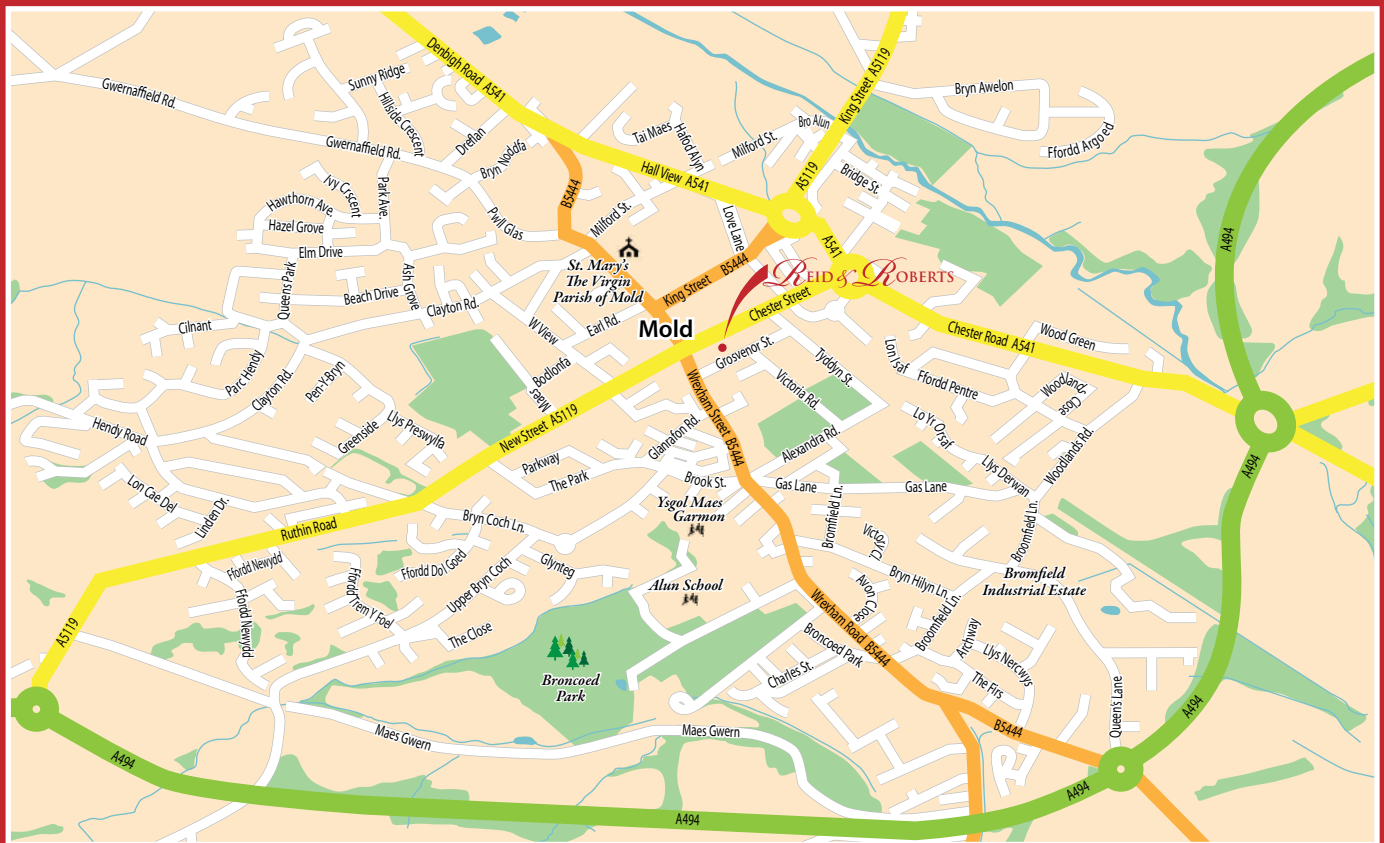 Denbigh Road A541
King Street A5119
Sunny Ridge
Gwernaffield Rd.
Hillside Crescent
Bryn Awelon
Ffordd Argoed
Dreflan
Tai Maes
Hafod Alyn
Milford St.
Bro Alun
Gwernaffield Rd.
Bryn Noddfa
Hall View A541
A5119
Bridge St.
Ivy Crscent
Park Ave.
B5444
Hawthorn Ave.
Hazel Grove
Pwll Glas
Milford St.
Love Lane
A494
Elm Drive
A541
St. Mary's
The Virgin
Parish of Mold
B5444
King Street
REID & ROBERTS
Queens Park
Ash Grove
Beach Drive
Clayton Rd.
Chester Street
Cilnant
W View
Earl Rd.
Mold
Chester Road A541
Wood Green
Grosvenor St.
Lon Isaf
Tyddyn St.
Parc Hendy
Clayton Rd.
Pen-Y-Bryn
Bodlonfa
Maes
Wrexham Street B5444
Victoria Rd.
Ffordd Pentre
Woodlands
Close
New Street A5119
Llys Preswylfa
Lo Yr Orsaf
Hendy Road
Greenside
Glanrafon Rd.
Alexandra Rd.
Woodlands Rd.
Parkway
The Park
Llys Derwan
A494
Lon Cae Del
Brook St.
Gas Lane
Gas Lane
Linden Dr.
Ysgol Maes
Garmon
Bromfield Ln.
Ruthin Road
Bryn Coch Ln.
Victory Cl.
Broomfield Ln.
Ffordd Newydd
Ffordd Dol Goed
Glynteg
Upper Bryn Coch
Alun School
Avon Close
Bryn Hilyn Ln.
Bromfield
Industrial Estate
Ffordd Trem Y Foel
Ffordd Newydd
Wrexham Road B5444
Broomfield Ln.
A5119
The Close
Broncoed Park
Archway
Llys Nercwys
Broncoed
Park
Charles St.
The Firs
Queen's Lane
A494
Maes Gwern
Maes Gwern
B5444
A494
A494
A494